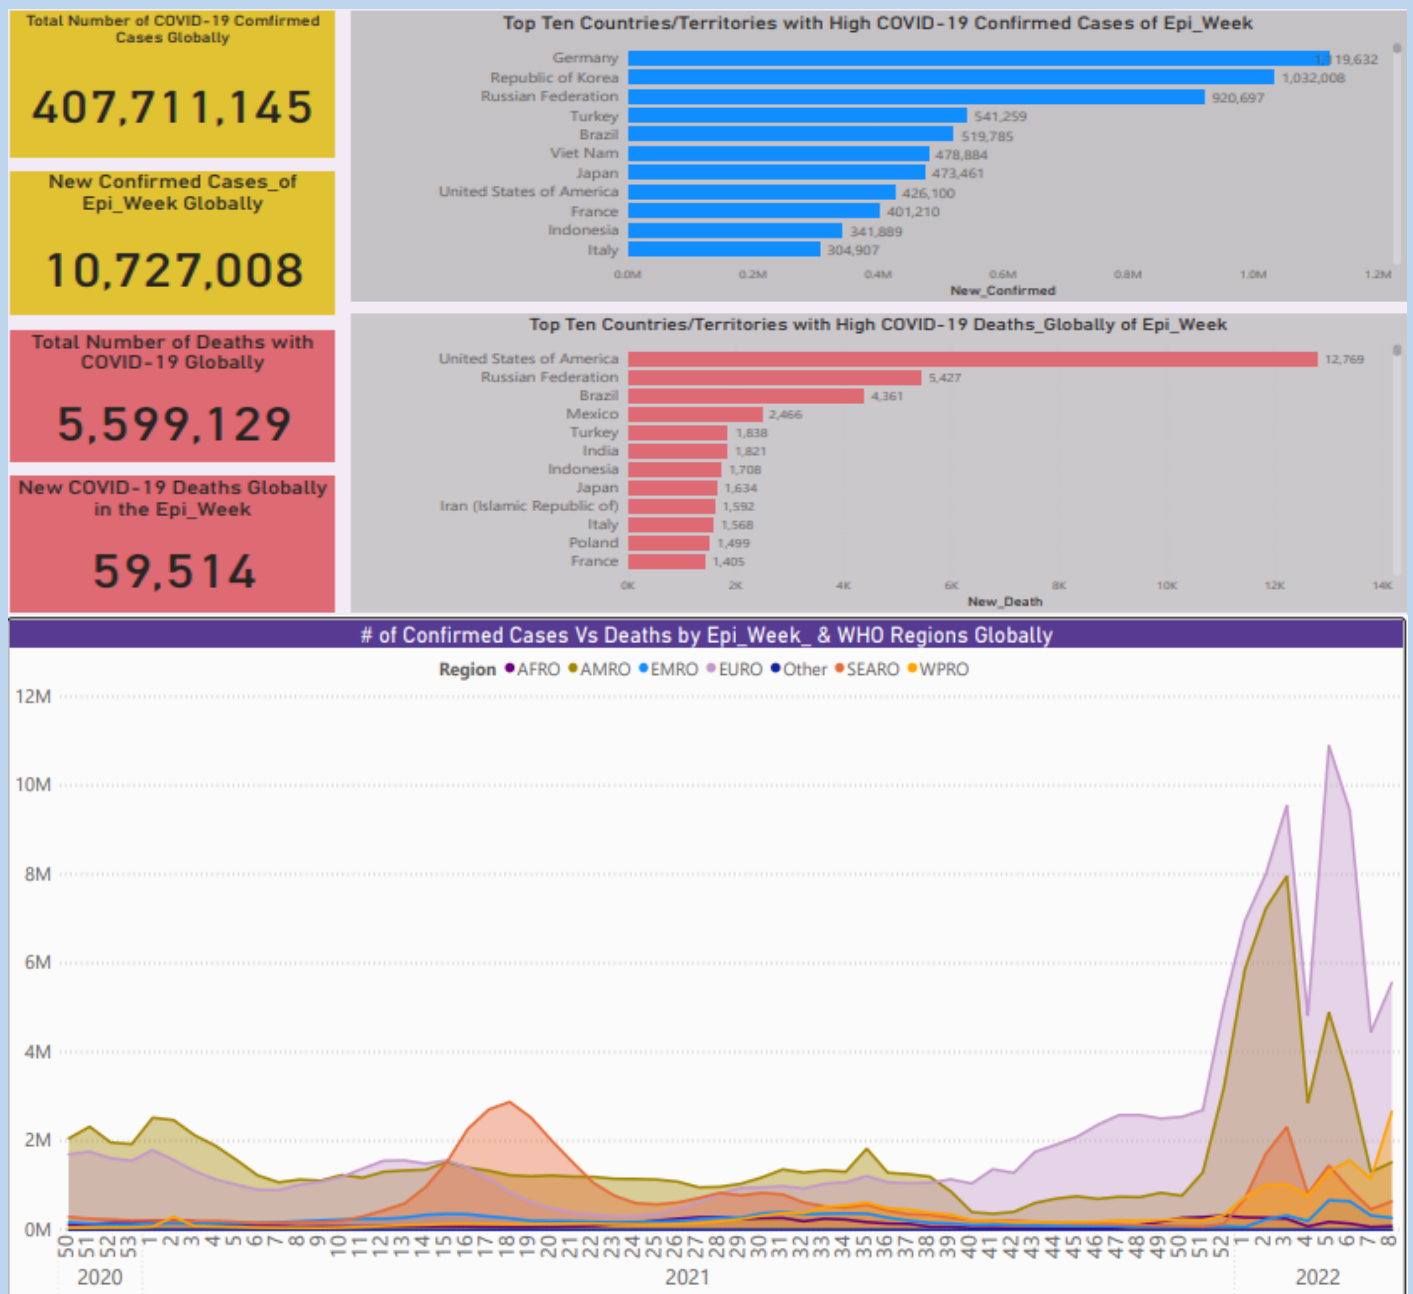 Total Number of COVID-19 Comfirmed
Cases Globally
407,711,145
New Confirmed Cases_of
Epi_Week Globally
10,727,008
Total Number of Deaths with
COVID-19 Globally
5,599,129
New COVID-19 Deaths Globally
in the Epi_Week
59,514
Top Ten Countries/Territories with High COVID-19 Confirmed Cases of Epi_Week
Germany 1,119,632
Republic of Korea 1,032,008
Russian Federation 920,697
Turkey 541,259
Brazil 519,785
Viet Nam 478,884
Japan 473,461
United States of America 426,100
France 401,210
Indonesia 341,889
Italy 304,907
0.0M 0.2M 0.4M 0.6M 0.8M 1.0M 1.2M
New_Confirmed
Top Ten Countries/Territories with High COVID-19 Deaths_Globally of Epi_Week
United States of America 12,769
Russian Federation 5,427
Brazil 4,361
Mexico 2,466
Turkey 1,838
India 1,821
Indonesia 1,708
Japan 1,634
Iran (Islamic Republic of) 1,592
Italy 1,568
Poland 1,499
France 1,405
0K 2K 4K 6K 8K 10K 12K 14K
New_Death
# of Confirmed Cases Vs Deaths by Epi_Week_ & WHO Regions Globally
Region AFRO AMRO EMRO EURO Other SEARO WPRO
12M
10M
8M
6M
4M
2M
0M
50 51 52 53 1 2 3 4 5 6 7 8 9 10 11 12 13 14 15 16 17 18 19 20 21 22 23 24 25 26 27 28 29 30 31 32 33 34 35 36 37 38 39 40 41 42 43 44 45 46 47 48 49 50 51 52 1 2 3 4 5 6 7 8
2020 2021 2022